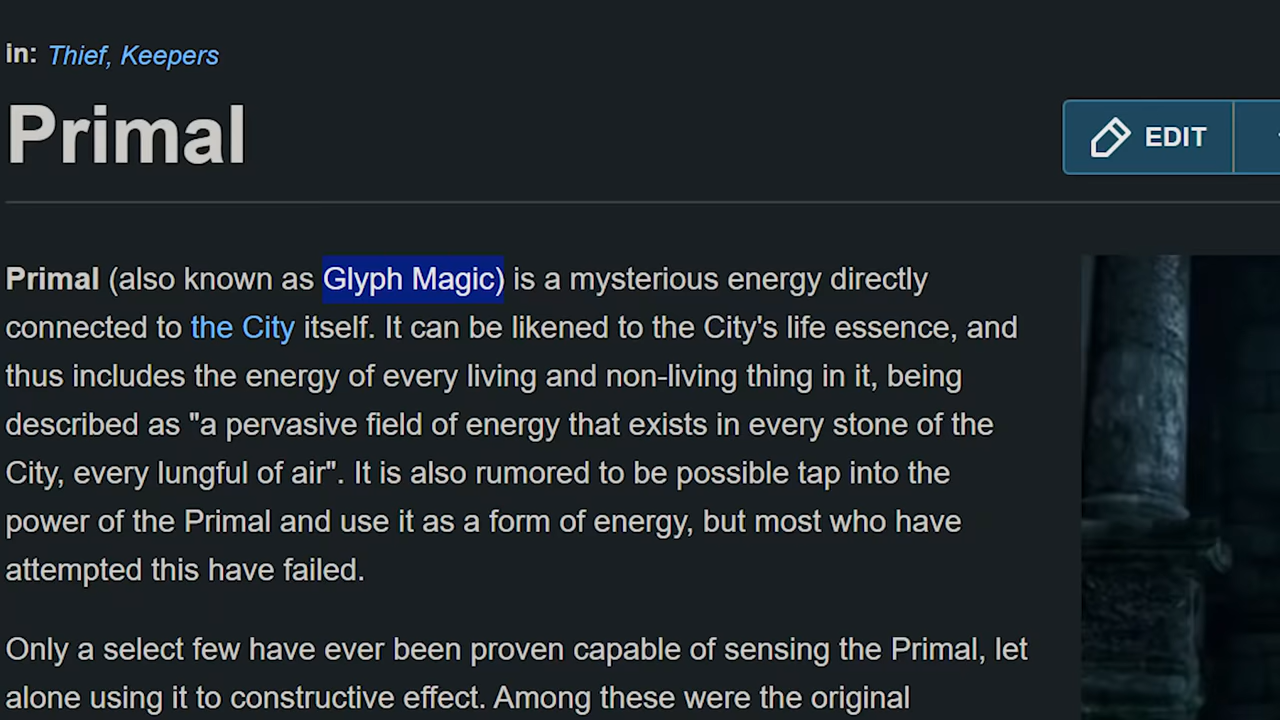 in: Thief, Keepers
Primal
EDIT
Primal (also known as Glyph Magic) is a mysterious energy directly
connected to the City itself. It can be likened to the City's life essence, and
thus includes the energy of every living and non-living thing in it, being
described as "a pervasive field of energy that exists in every stone of the
City, every lungful of air". It is also rumored to be possible tap into the
power of the Primal and use it as a form of energy, but most who have
attempted this have failed.
Only a select few have ever been proven capable of sensing the Primal, let
alone using it to constructive effect. Among these were the original